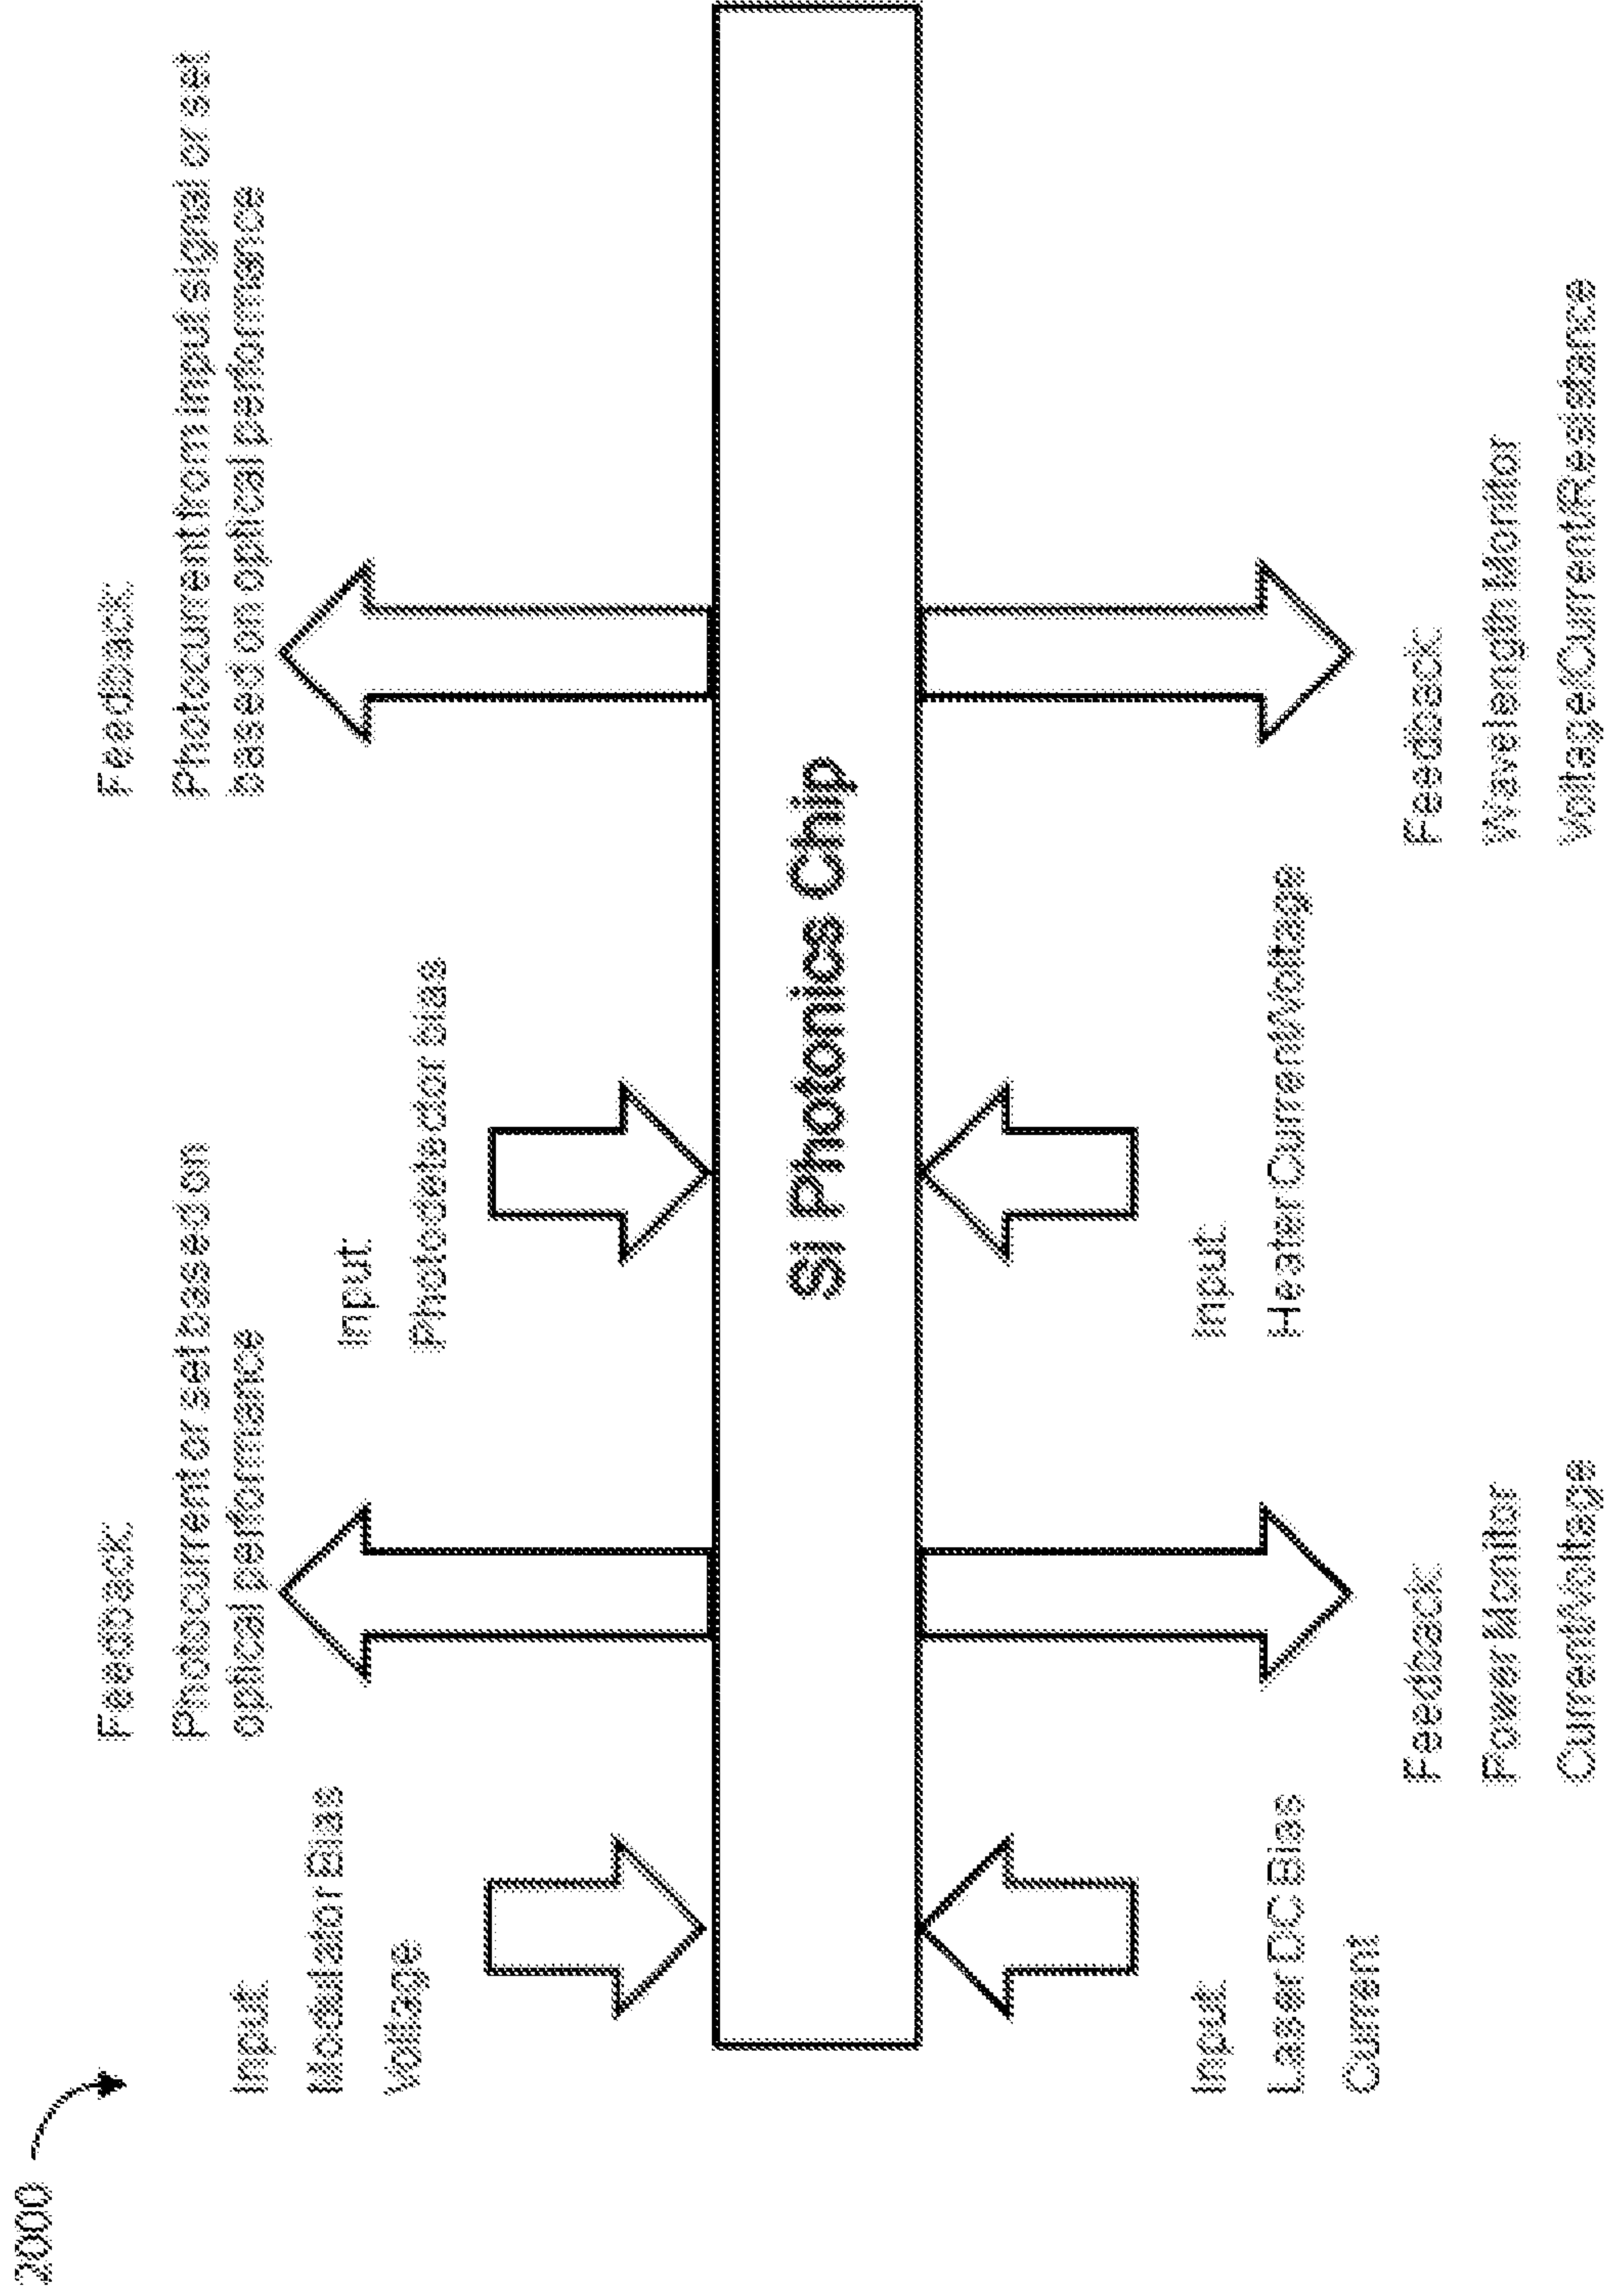 2000
Input:
Modulator Bias
Voltage
Feedback:
Photocurrent or set based on
optical performance
Input:
Photodetector bias
Feedback:
Photocurrent from input signal or set
based on optical performance
Si Photonics Chip
Input:
Laser DC Bias
Current
Feedback:
Power Monitor
Current/Voltage
Input:
Heater Current/Voltage
Feedback:
Wavelength Monitor
Voltage/Current/Resistance